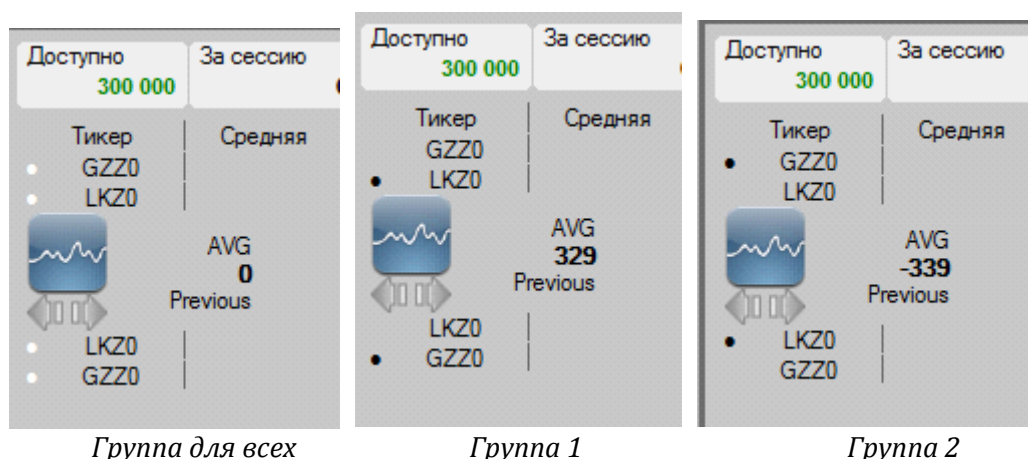 Доступно
300 000
За сессию
Тикер
Средняя
GZZ0
LKZ0
AVG
0
Previous
LKZ0
GZZ0
Группа для всех
Доступно
300 000
За сессию
Тикер
Средняя
GZZ0
LKZ0
AVG
329
Previous
LKZ0
GZZ0
Группа 1
Доступно
300 000
За сессию
Тикер
Средняя
GZZ0
LKZ0
AVG
-339
Previous
LKZ0
GZZ0
Группа 2